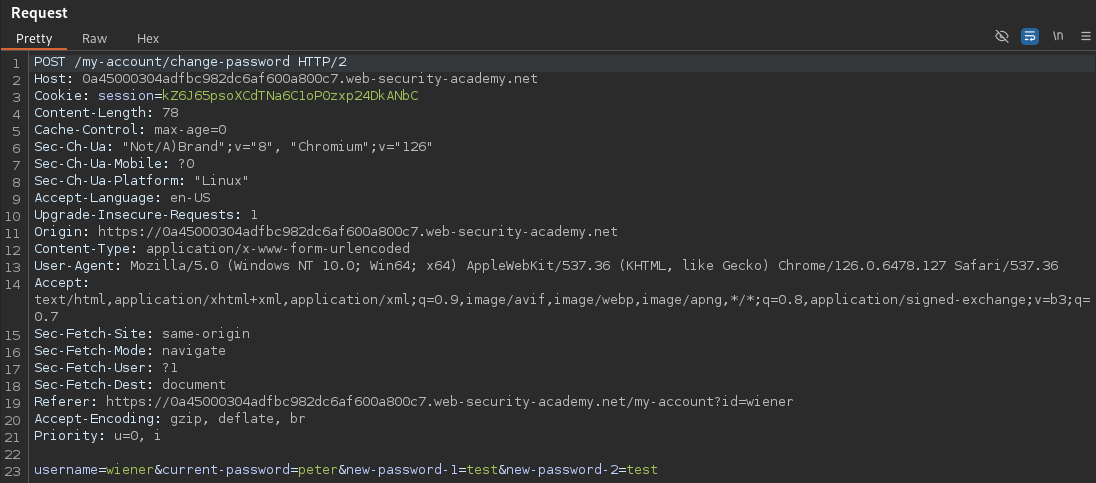 Request
Pretty Raw Hex
\n
1 POST /my-account/change-password HTTP/2
2 Host: 0a45000304adfbc982dc6af600a800c7.web-security-academy.net
3 Cookie: session=kZ6J65psoXCdTNa6C1oP0zxp24DkANbC
4 Content-Length: 78
5 Cache-Control: max-age=0
6 Sec-Ch-Ua: "Not/A)Brand";v="8", "Chromium";v="126"
7 Sec-Ch-Ua-Mobile: ?0
8 Sec-Ch-Ua-Platform: "Linux"
9 Accept-Language: en-US
10 Upgrade-Insecure-Requests: 1
11 Origin: https://0a45000304adfbc982dc6af600a800c7.web-security-academy.net
12 Content-Type: application/x-www-form-urlencoded
13 User-Agent: Mozilla/5.0 (Windows NT 10.0; Win64; x64) AppleWebKit/537.36 (KHTML, like Gecko) Chrome/126.0.6478.127 Safari/537.36
14 Accept:
text/html,application/xhtml+xml,application/xml;q=0.9,image/avif,image/webp,image/apng,*/*;q=0.8,application/signed-exchange;v=b3;q=
0.7
15 Sec-Fetch-Site: same-origin
16 Sec-Fetch-Mode: navigate
17 Sec-Fetch-User: ?1
18 Sec-Fetch-Dest: document
19 Referer: https://0a45000304adfbc982dc6af600a800c7.web-security-academy.net/my-account?id=wiener
20 Accept-Encoding: gzip, deflate, br
21 Priority: u=0, i
22
23 username=wiener&current-password=peter&new-password-1=test&new-password-2=test